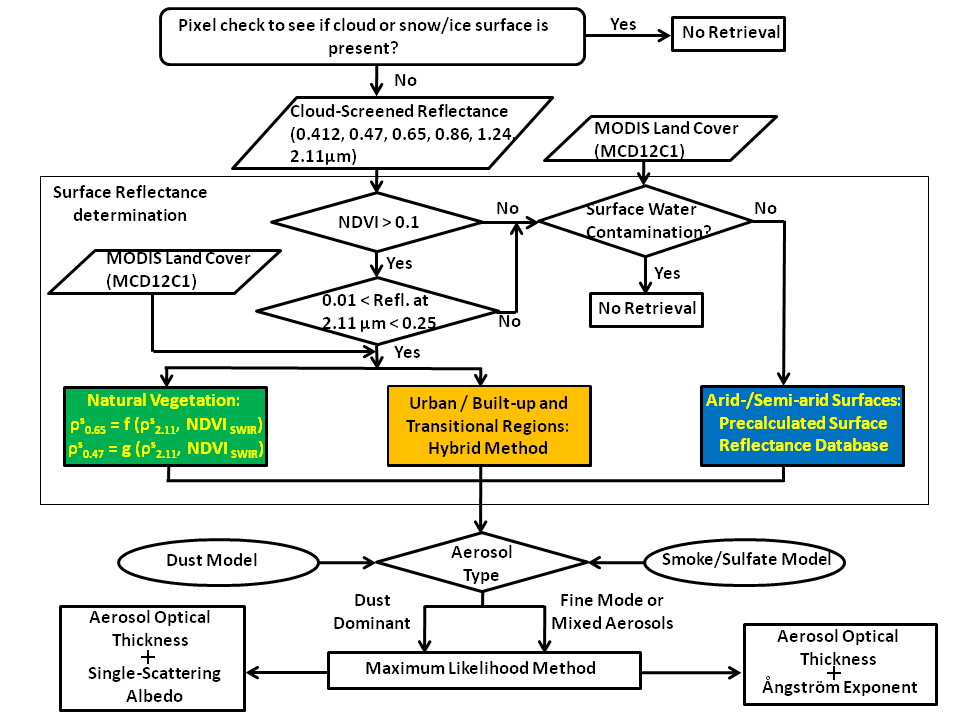 Pixel check to see if cloud or snow/ice surface is
present?
Yes
No Retrieval
No
Cloud-Screened Reflectance
(0.412, 0.47, 0.65, 0.86, 1.24,
2.11μm)
MODIS Land Cover
(MCD12C1)
Surface Reflectance
determination
NDVI > 0.1
No
Surface Water
Contamination?
No
MODIS Land Cover
(MCD12C1)
Yes
Yes
0.01 < Refl. at
2.11 μm < 0.25
No
No Retrieval
Yes
Natural Vegetation:
ρˢ0.65 = f (ρˢ2.11, NDVI SWIR)
ρˢ0.47 = g (ρˢ2.11, NDVI SWIR)
Urban / Built-up and
Transitional Regions:
Hybrid Method
Arid-/Semi-arid Surfaces:
Precalculated Surface
Reflectance Database
Dust Model
Aerosol
Type
Smoke/Sulfate Model
Dust
Dominant
Fine Mode or
Mixed Aerosols
Aerosol Optical
Thickness
+
Single-Scattering
Albedo
Maximum Likelihood Method
Aerosol Optical
Thickness
+
Ångström Exponent